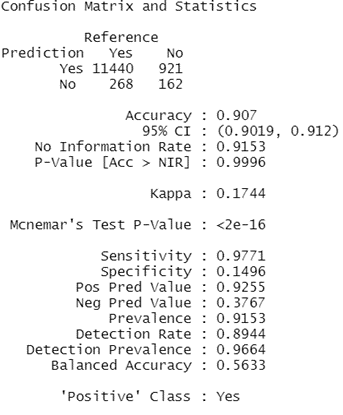 Confusion Matrix and Statistics
Reference
Prediction Yes No
Yes 11440 921
No 268 162
Accuracy : 0.907
95% CI : (0.9019, 0.912)
No Information Rate : 0.9153
P-Value [Acc > NIR] : 0.9996
Kappa : 0.1744
Mcnemar's Test P-Value : <2e-16
Sensitivity : 0.9771
Specificity : 0.1496
Pos Pred Value : 0.9255
Neg Pred Value : 0.3767
Prevalence : 0.9153
Detection Rate : 0.8944
Detection Prevalence : 0.9664
Balanced Accuracy : 0.5633
'Positive' Class : Yes